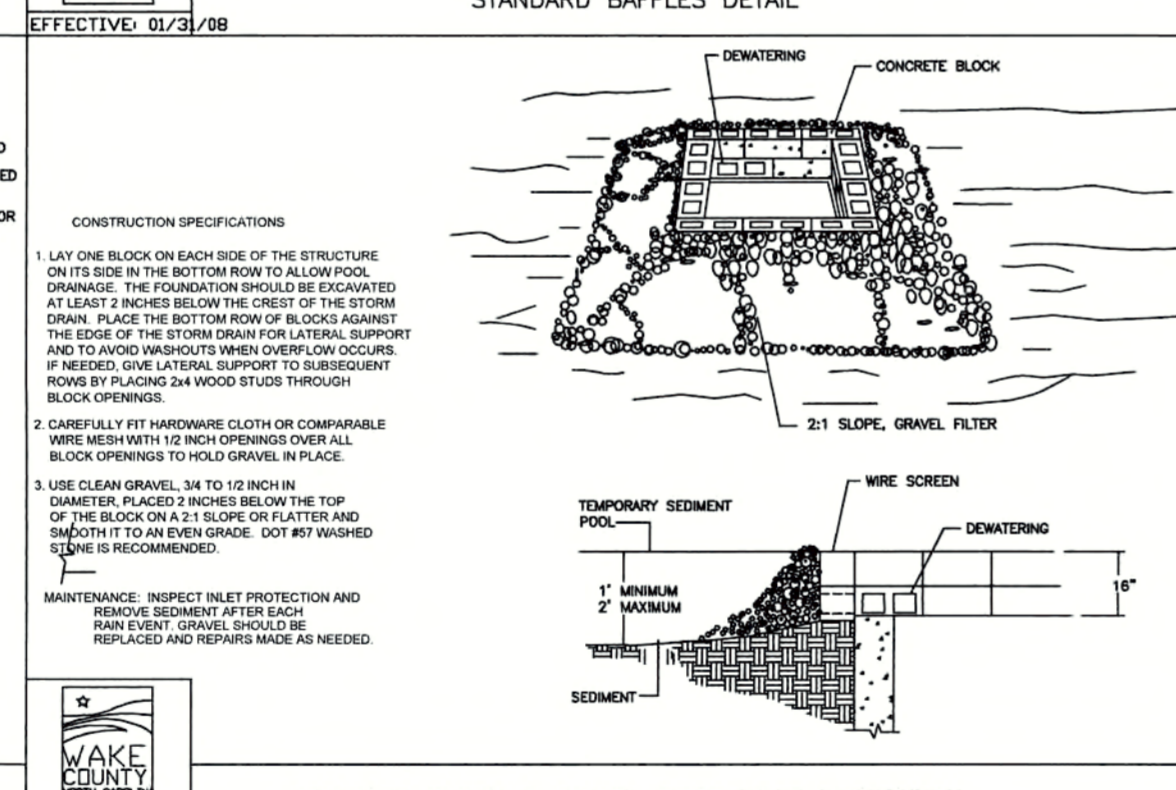 STANDARD BAFFLES DETAIL
EFFECTIVE: 01/31/08
ED
OR
DEWATERING
CONCRETE BLOCK
2:1 SLOPE, GRAVEL FILTER
CONSTRUCTION SPECIFICATIONS
1. LAY ONE BLOCK ON EACH SIDE OF THE STRUCTURE
ON ITS SIDE IN THE BOTTOM ROW TO ALLOW POOL
DRAINAGE. THE FOUNDATION SHOULD BE EXCAVATED
AT LEAST 2 INCHES BELOW THE CREST OF THE STORM
DRAIN. PLACE THE BOTTOM ROW OF BLOCKS AGAINST
THE EDGE OF THE STORM DRAIN FOR LATERAL SUPPORT
AND TO AVOID WASHOUTS WHEN OVERFLOW OCCURS.
IF NEEDED, GIVE LATERAL SUPPORT TO SUBSEQUENT
ROWS BY PLACING 2x4 WOOD STUDS THROUGH
BLOCK OPENINGS.
2. CAREFULLY FIT HARDWARE CLOTH OR COMPARABLE
WIRE MESH WITH 1/2 INCH OPENINGS OVER ALL
BLOCK OPENINGS TO HOLD GRAVEL IN PLACE.
3. USE CLEAN GRAVEL, 3/4 TO 1/2 INCH IN
DIAMETER, PLACED 2 INCHES BELOW THE TOP
OF THE BLOCK ON A 2:1 SLOPE OR FLATTER AND
SMOOTH IT TO AN EVEN GRADE. DOT #57 WASHED
STONE IS RECOMMENDED.
MAINTENANCE: INSPECT INLET PROTECTION AND
REMOVE SEDIMENT AFTER EACH
RAIN EVENT. GRAVEL SHOULD BE
REPLACED AND REPAIRS MADE AS NEEDED.
WIRE SCREEN
TEMPORARY SEDIMENT
POOL
DEWATERING
1' MINIMUM
2' MAXIMUM
16"
SEDIMENT
WAKE
COUNTY